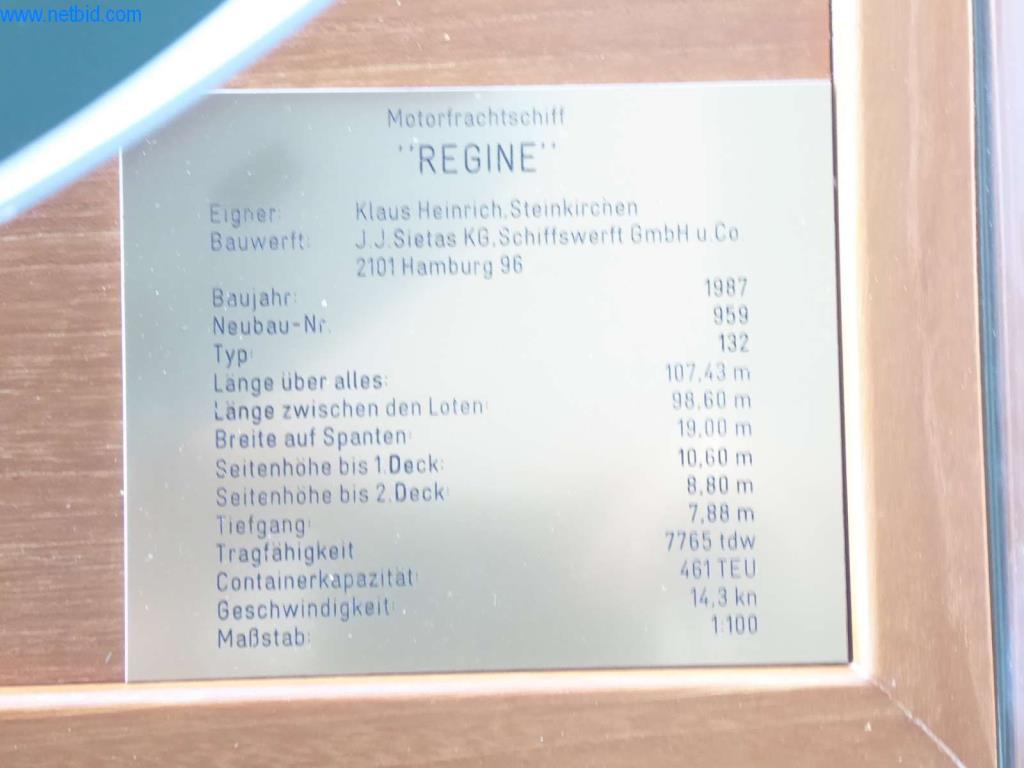 www.netbid.com
Motorfrachtschiff
"REGINE"
Eigner: Klaus Heinrich, Steinkirchen
Bauwerft: J.J.Sietas KG, Schiffswerft GmbH u.Co.
2101 Hamburg 96
Baujahr: 1987
Neubau-Nr. 959
Typ: 132
Länge über alles: 107,43 m
Länge zwischen den Loten: 98,60 m
Breite auf Spanten: 19,00 m
Seitenhöhe bis 1.Deck: 10,60 m
Seitenhöhe bis 2.Deck: 8,80 m
Tiefgang: 7,88 m
Tragfähigkeit 7765 tdw
Containerkapazität: 461 TEU
Geschwindigkeit: 14,3 kn
Maßstab: 1:100